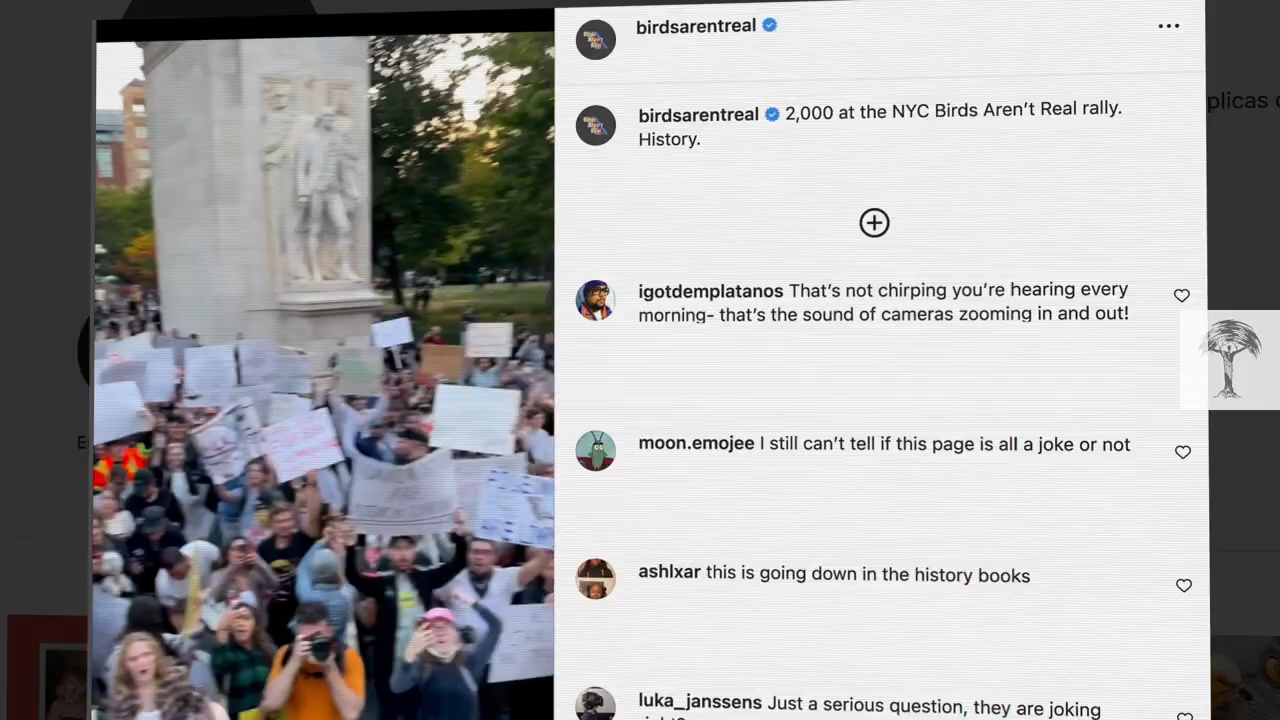 birdsarentreal
birdsarentreal 2,000 at the NYC Birds Aren't Real rally.
History.
igotdemplatanos That's not chirping you're hearing every
morning- that's the sound of cameras zooming in and out!
moon.emojee I still can't tell if this page is all a joke or not
ashlxar this is going down in the history books
luka_janssens Just a serious question, they are joking